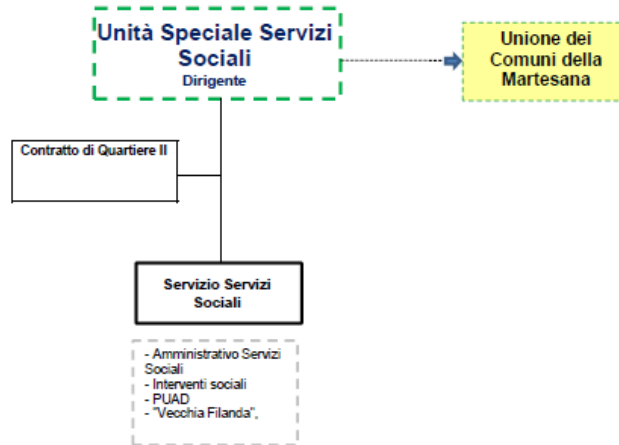 Unità Speciale Servizi
Sociali
Dirigente
Unione dei
Comuni della
Martesana
Contratto di Quartiere II
Servizio Servizi
Sociali
- Amministrativo Servizi
Sociali
- Interventi sociali
- PUAD
- "Vecchia Filanda",